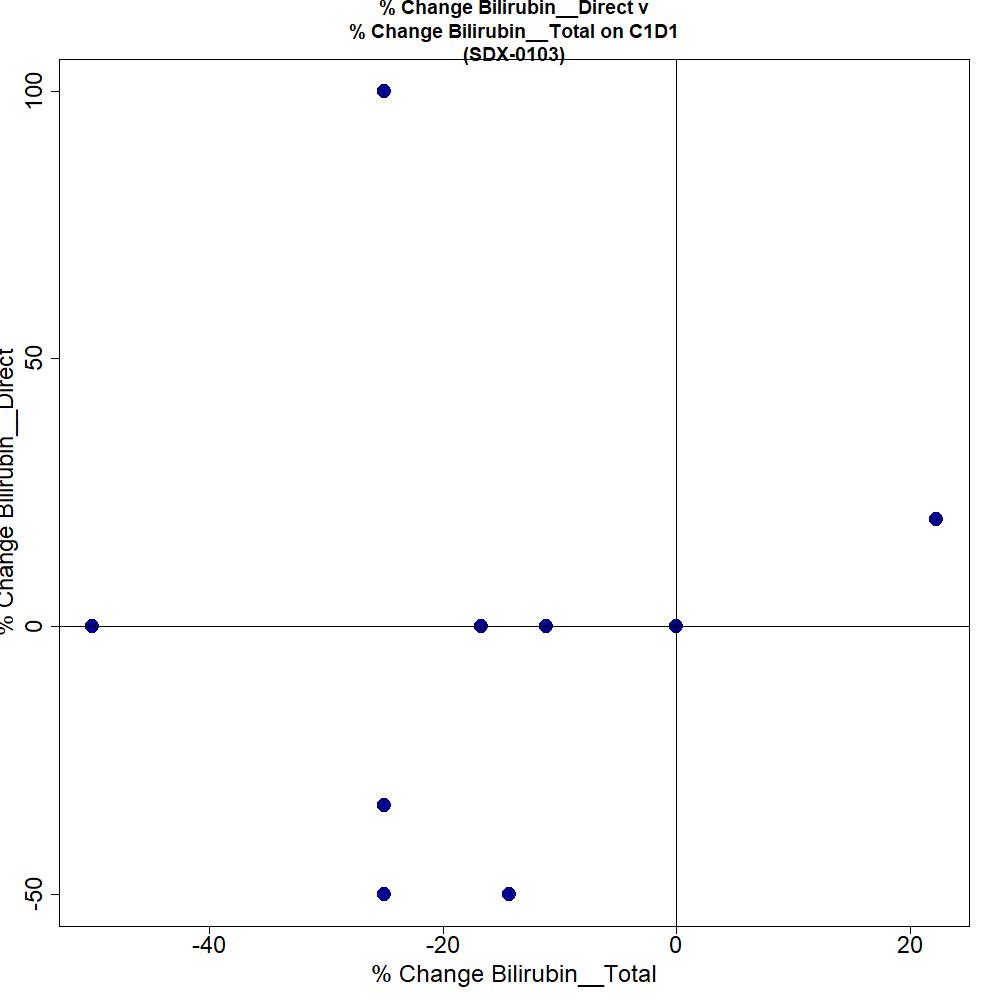 % Change Bilirubin__Direct v
% Change Bilirubin__Total on C1D1
(SDX-0103)
% Change Bilirubin__Direct
100
50
0
-50
-40
-20
0
20
% Change Bilirubin__Total